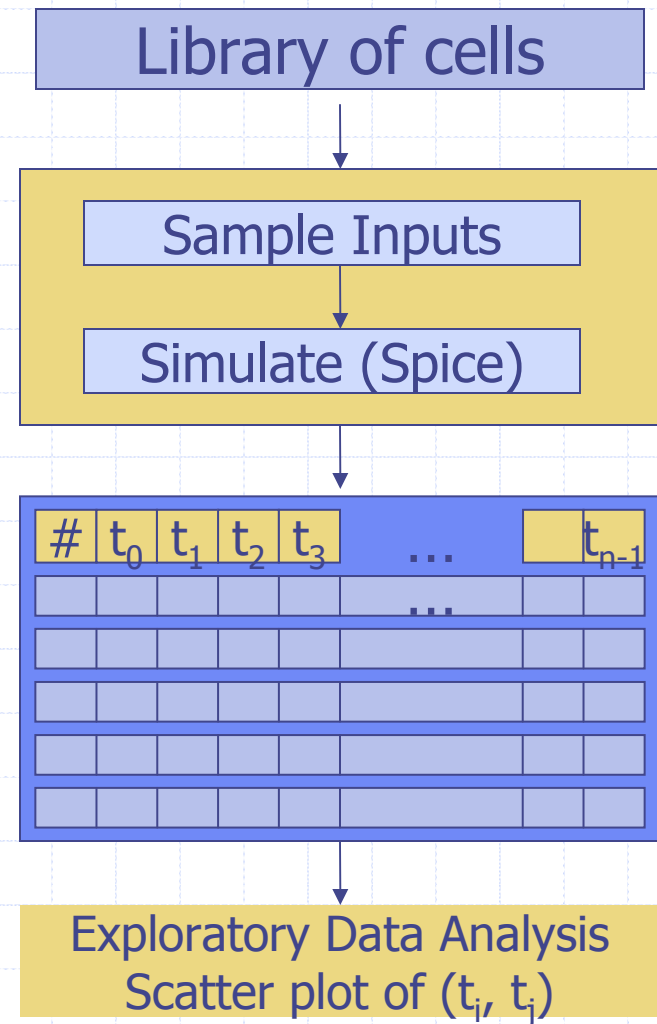 Library of cells
Sample Inputs
Simulate (Spice)
# t₀ t₁ t₂ t₃ ... tₙ₋₁
...
Exploratory Data Analysis
Scatter plot of (tᵢ, tⱼ)